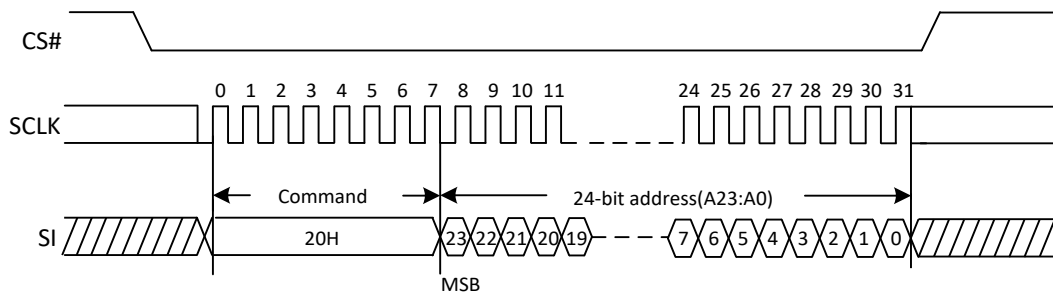 CS#
0 1 2 3 4 5 6 7 8 9 10 11 24 25 26 27 28 29 30 31
SCLK
Command 24-bit address(A23:A0)
SI 20H 23 22 21 20 19 7 6 5 4 3 2 1 0
MSB